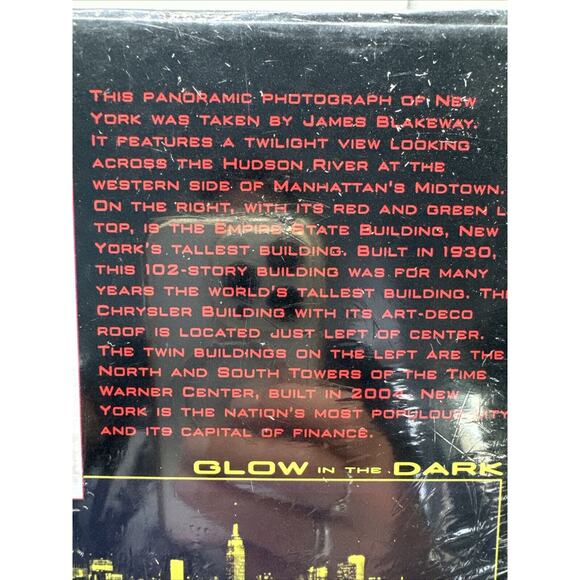 This panoramic photograph of New
York was taken by James Blakeway.
It features a twilight view looking
across the Hudson River at the
western side of Manhattan's Midtown.
On the right, with its red and green l
top, is the Empire State Building, New
York's tallest building. Built in 1930,
this 102-story building was for many
years the world's tallest building. The
Chrysler Building with its art-deco
roof is located just left of center.
The twin buildings on the left are the
North and South Towers of the Time
Warner Center, built in 2004. New
York is the nation's most populous city
and its capital of finance.
GLOW IN THE DARK